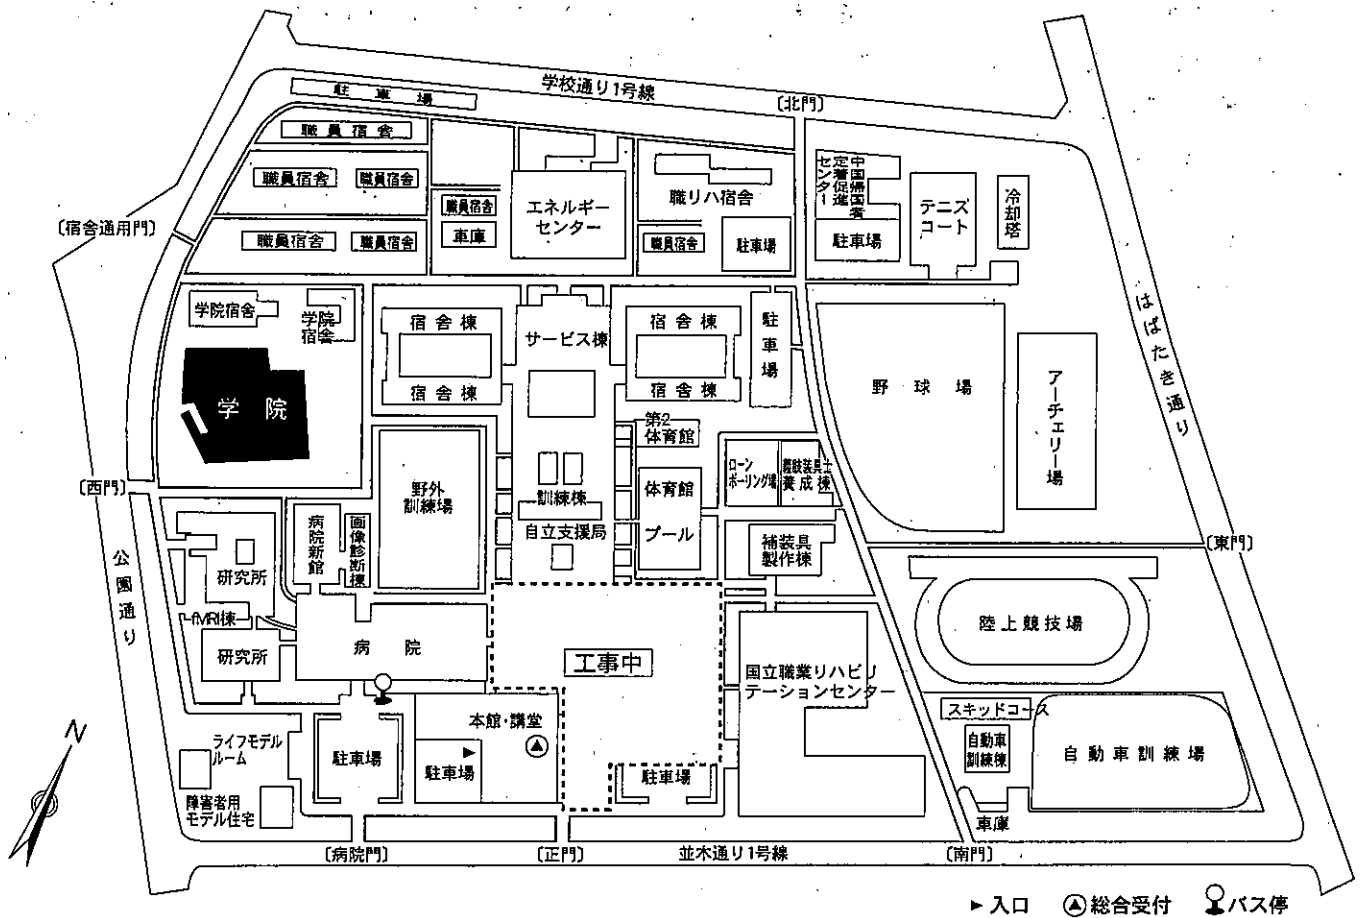 学校通り1号線
〔北門〕
駐車場
職員宿舎
職員宿舎
職員宿舎
職員宿舎
職員宿舎
職員宿舎
車庫
エネルギー
センター
職リハ宿舎
職員宿舎
駐車場
中国帰国者
定着促進
センター
駐車場
テニス
コート
冷却塔
〔宿舎通用門〕
学院宿舎
学院
宿舎
学院
宿舎棟
宿舎棟
サービス棟
宿舎棟
宿舎棟
駐車場
野球場
アーチェリー場
はばたき通り
第2
体育館
体育館
プール
ローン
ボーリング場
義肢装具士
養成棟
〔西門〕
野外
訓練場
訓練棟
自立支援局
病院新館
画像診断棟
補装具
製作棟
〔東門〕
公園通り
研究所
fMRI棟
研究所
病院
工事中
陸上競技場
国立職業リハビリ
テーションセンター
本館・講堂
駐車場
駐車場
駐車場
スキッドコース
自動車
訓練棟
自動車訓練場
車庫
ライフモデル
ルーム
障害者用
モデル住宅
N
〔病院門〕
〔正門〕
並木通り1号線
〔南門〕
入口
総合受付
バス停